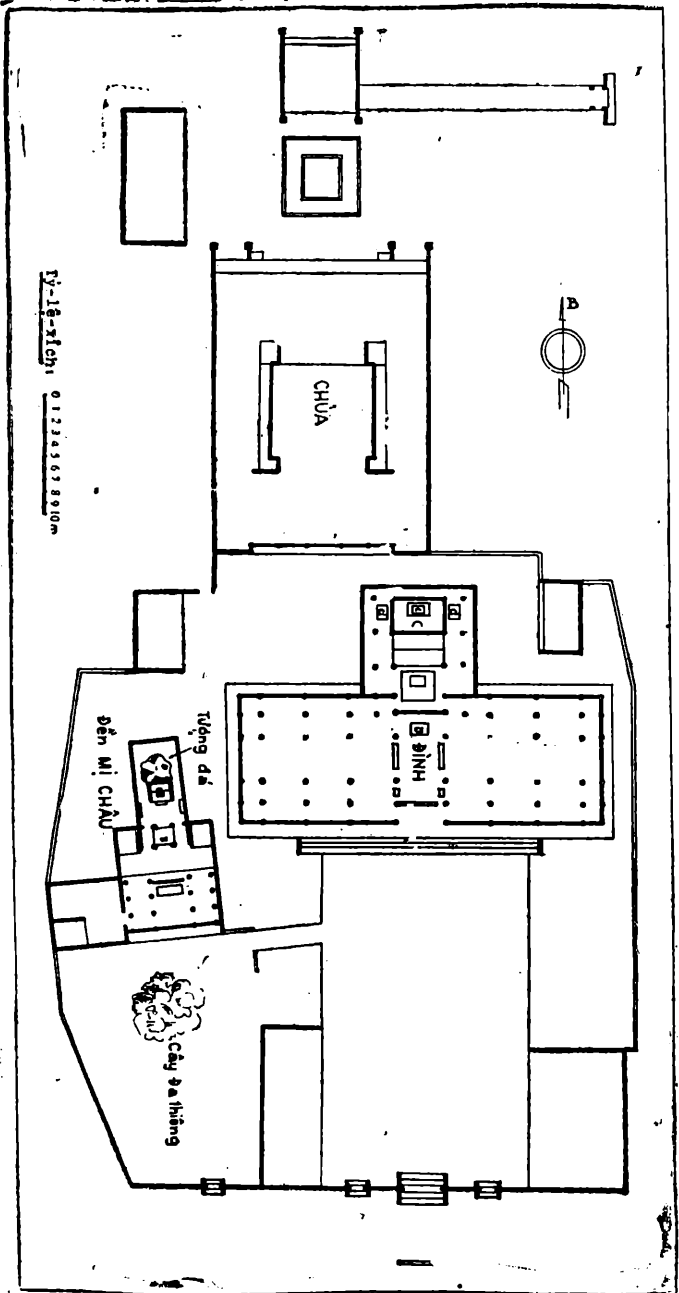 B
CHÙA
Tỷ-lệ-xích: 0 1 2 3 4 5 6 7 8 9 10m
ĐÌNH
Tượng đá
Đền MỊ CHÂU
Cây Đa thiêng